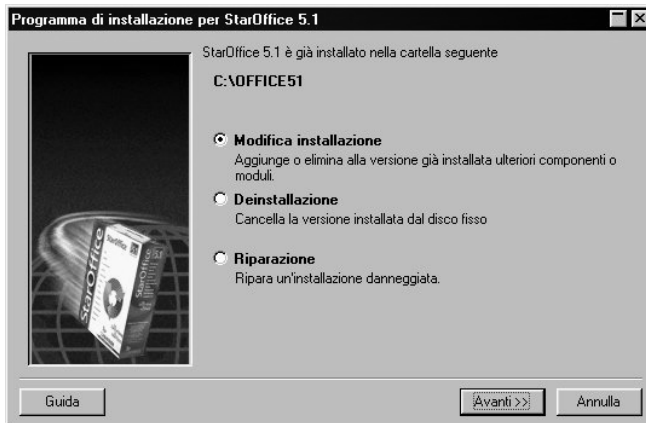 Programma di installazione per StarOffice 5.1
StarOffice 5.1 è già installato nella cartella seguente
C:\OFFICE51
Modifica installazione
Aggiunge o elimina alla versione già installata ulteriori componenti o
moduli.
Deinstallazione
Cancella la versione installata dal disco fisso
Riparazione
Ripara un'installazione danneggiata.
StarOffice
StarOffice
Guida
Avanti >>
Annulla